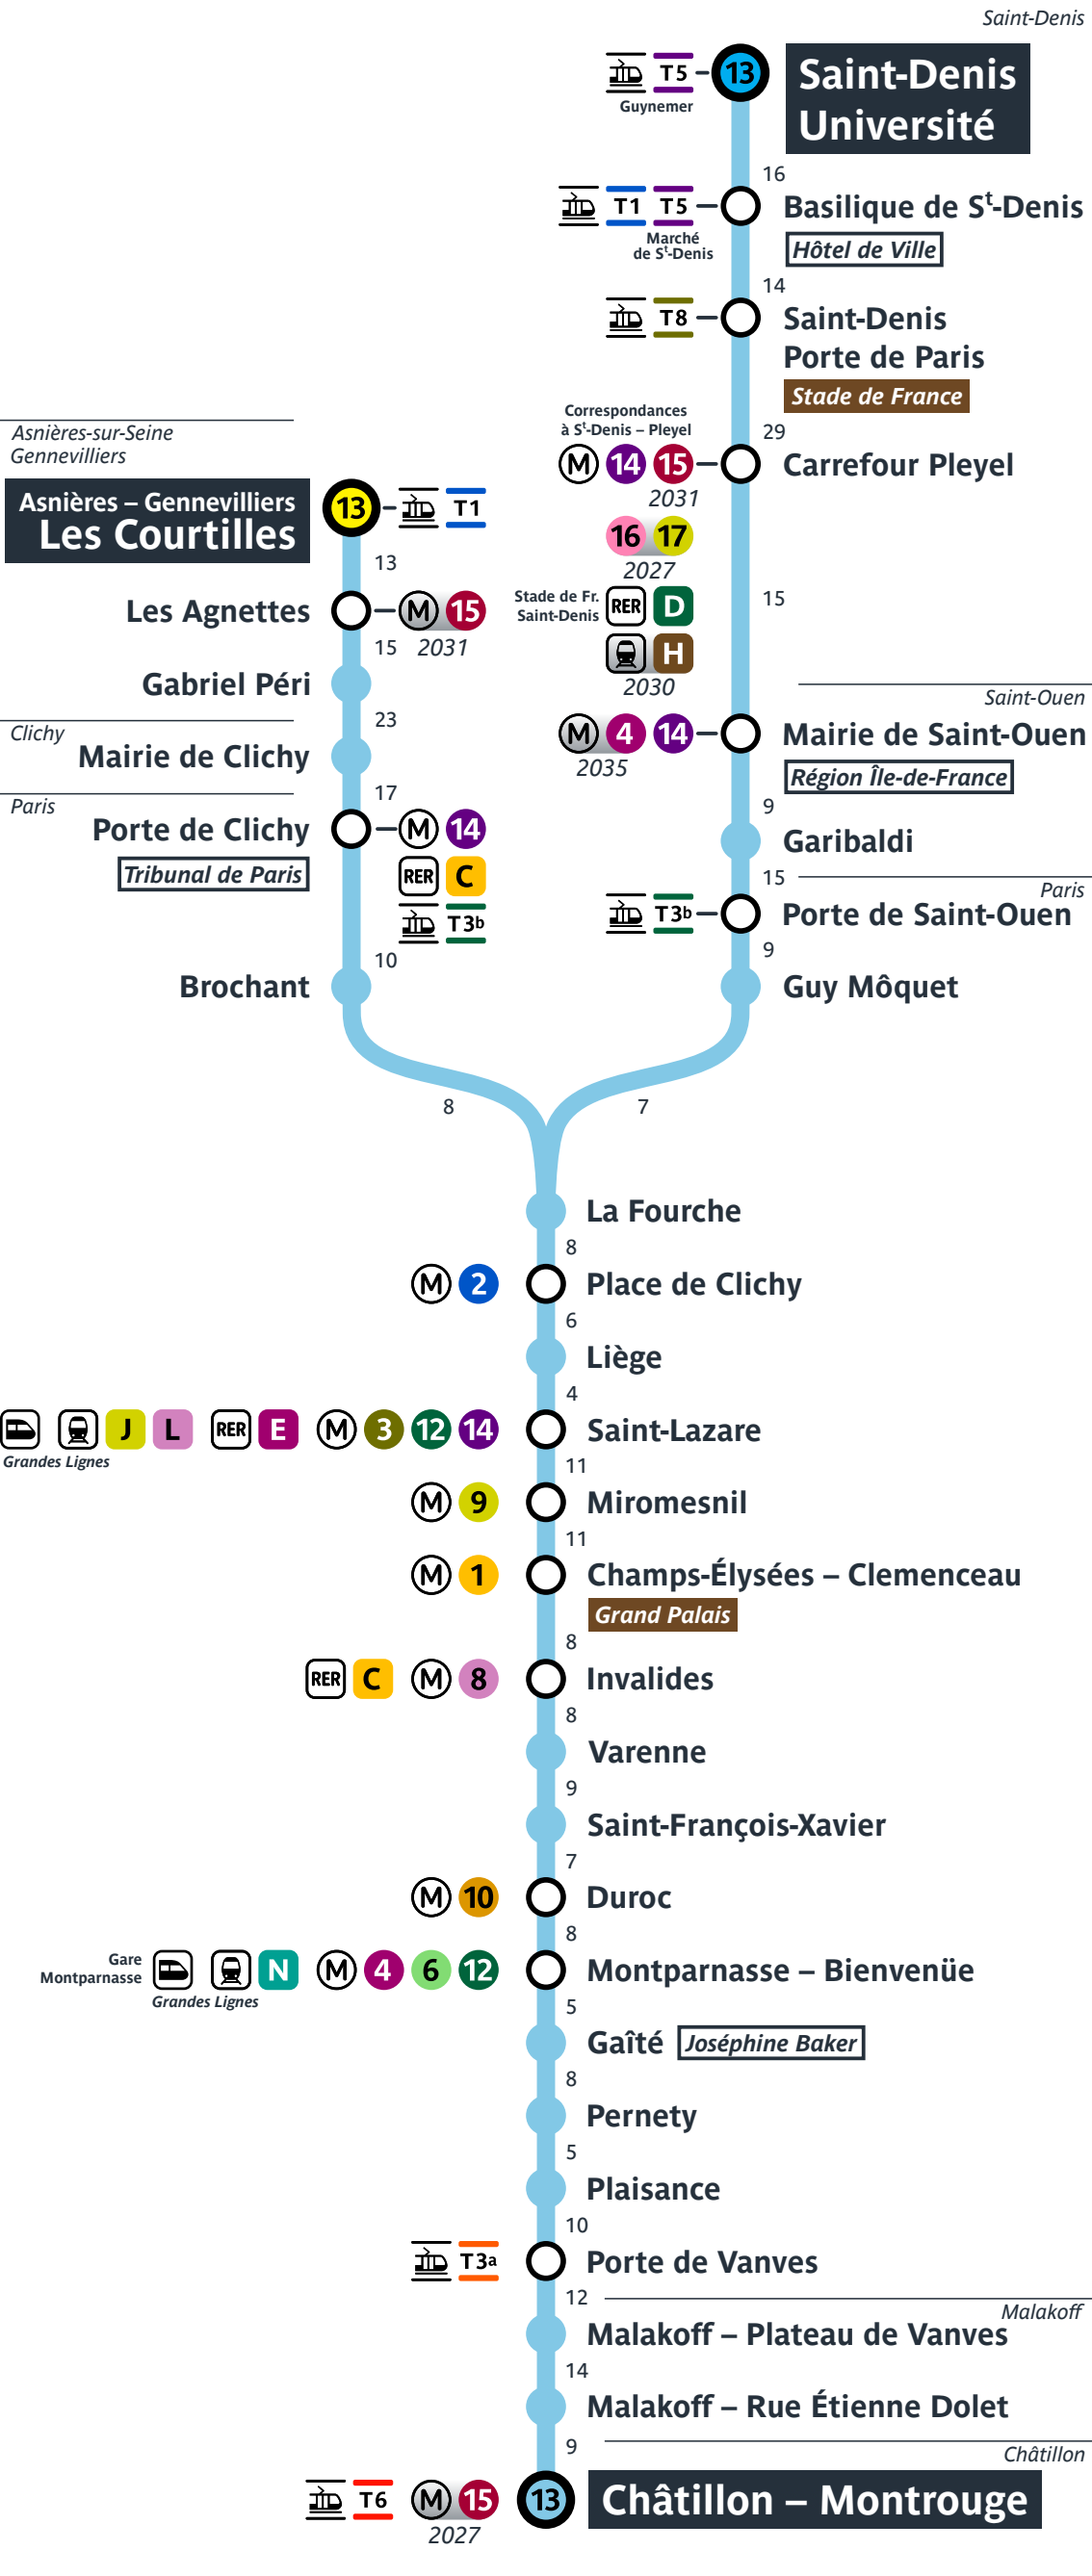 Saint-Denis
T5
13
Guynemer
Saint-Denis
Université
16
T1 T5
Marché
de St-Denis
Basilique de St-Denis
Hôtel de Ville
14
T8
Saint-Denis
Porte de Paris
Stade de France
29
Correspondances
à St-Denis – Pleyel
M 14 15
2031
Carrefour Pleyel
16 17
2027
Stade de Fr.
Saint-Denis
RER D
H
2030
15
Saint-Ouen
M 4 14
2035
Mairie de Saint-Ouen
Région Île-de-France
9
Garibaldi
15
Paris
T3b
Porte de Saint-Ouen
9
Guy Môquet
7
Asnières-sur-Seine
Gennevilliers
Asnières – Gennevilliers
Les Courtilles
13
T1
13
Les Agnettes
M 15
2031
15
Gabriel Péri
23
Clichy
Mairie de Clichy
17
Paris
Porte de Clichy
Tribunal de Paris
M 14
RER C
T3b
10
Brochant
8
La Fourche
8
M 2
Place de Clichy
6
Liège
4
J L RER E M 3 12 14
Grandes Lignes
Saint-Lazare
11
M 9
Miromesnil
11
M 1
Champs-Élysées – Clemenceau
Grand Palais
8
RER C M 8
Invalides
8
Varenne
9
Saint-François-Xavier
7
M 10
Duroc
8
Gare
Montparnasse
N M 4 6 12
Grandes Lignes
Montparnasse – Bienvenüe
5
Gaîté Joséphine Baker
8
Pernety
5
Plaisance
10
T3a
Porte de Vanves
12
Malakoff
Malakoff – Plateau de Vanves
14
Malakoff – Rue Étienne Dolet
9
Châtillon
T6 M 15
2027
13
Châtillon – Montrouge